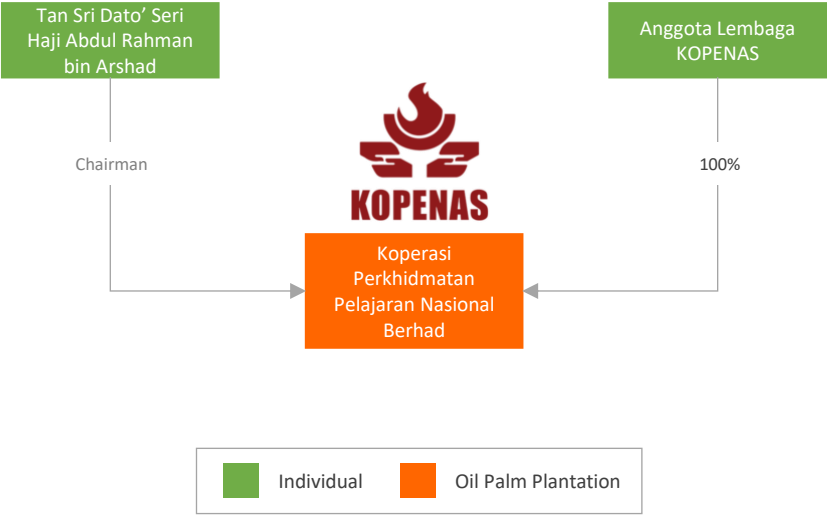 Tan Sri Dato’ Seri
Haji Abdul Rahman
bin Arshad
Anggota Lembaga
KOPENAS
Chairman
100%
KOPENAS
Koperasi
Perkhidmatan
Pelajaran Nasional
Berhad
Individual
Oil Palm Plantation